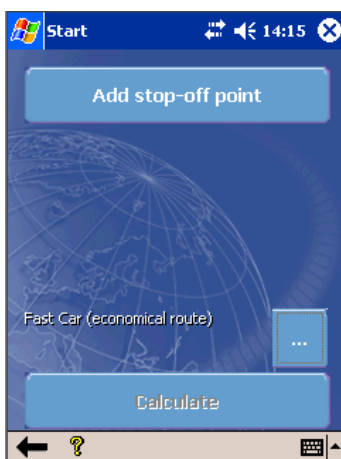 Start 14:15
Add stop-off point
Fast Car (economical route)
...
Calculate
?